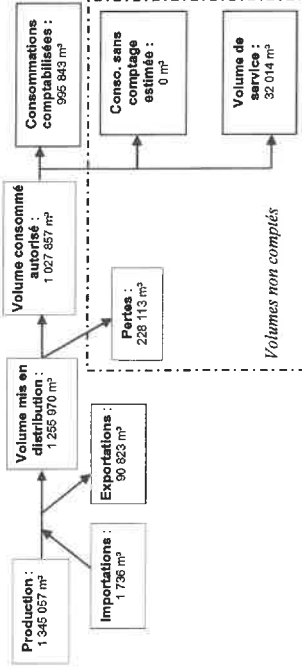 Production :
1 345 057 m³
Importations :
1 736 m³
Exportations :
90 823 m³
Volume mis en
distribution :
1 255 970 m³
Pertes :
228 113 m³
Volume consommé
autorisé :
1 027 857 m³
Consommations
comptabilisées :
995 843 m³
Conso. sans
comptage
estimée :
0 m³
Volume de
service :
32 014 m³
Volumes non comptés